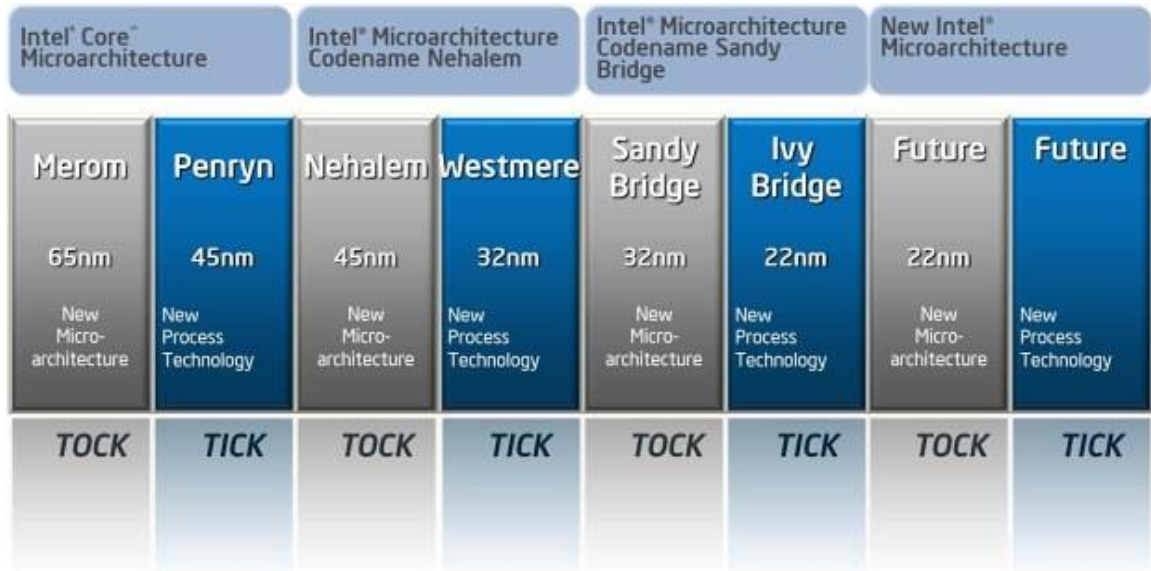 Intel® Core™
Microarchitecture
Intel® Microarchitecture
Codename Nehalem
Intel® Microarchitecture
Codename Sandy
Bridge
New Intel®
Microarchitecture
Merom
65nm
New
Micro-
architecture
TOCK
Penryn
45nm
New
Process
Technology
TICK
Nehalem
45nm
New
Micro-
architecture
TOCK
Westmere
32nm
New
Process
Technology
TICK
Sandy
Bridge
32nm
New
Micro-
architecture
TOCK
Ivy
Bridge
22nm
New
Process
Technology
TICK
Future
22nm
New
Micro-
architecture
TOCK
Future
New
Process
Technology
TICK